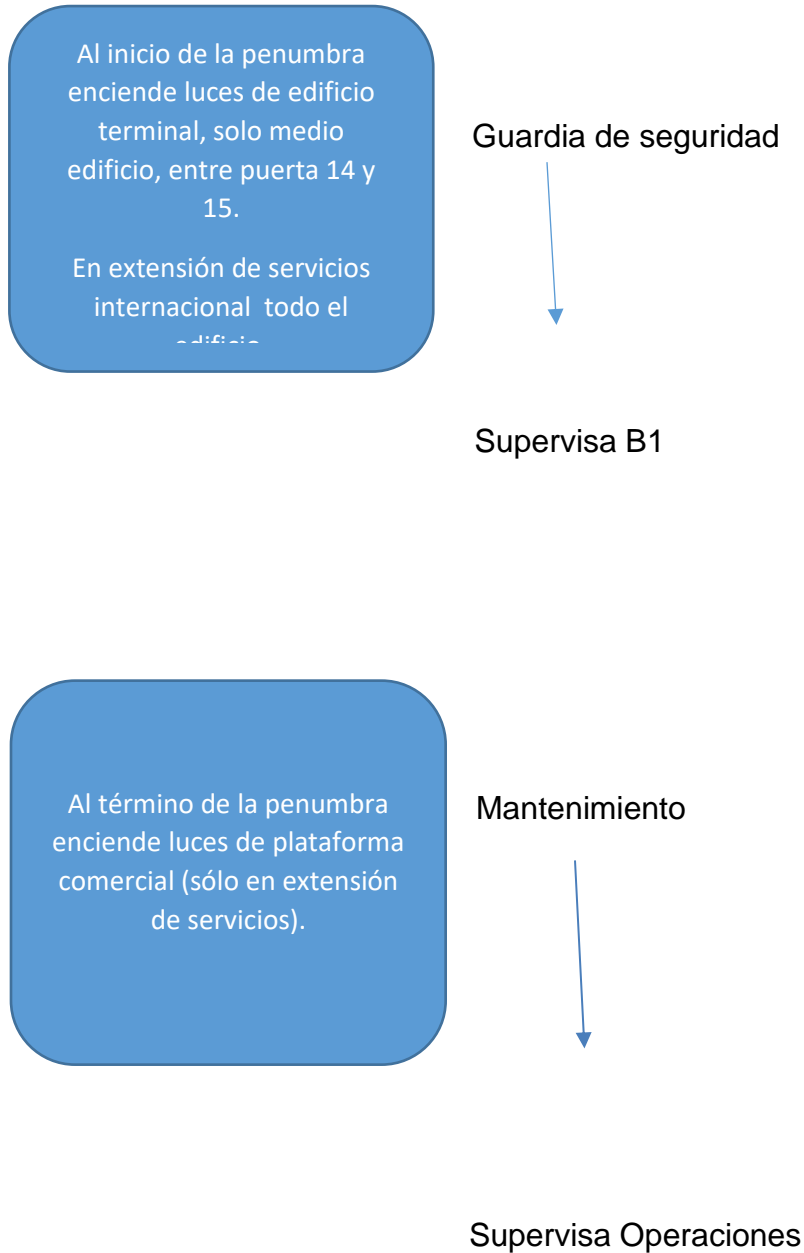 Al inicio de la penumbra
enciende luces de edificio
terminal, solo medio
edificio, entre puerta 14 y
15.
En extensión de servicios
internacional todo el
edificio
Guardia de seguridad
Supervisa B1
Al término de la penumbra
enciende luces de plataforma
comercial (sólo en extensión
de servicios).
Mantenimiento
Supervisa Operaciones